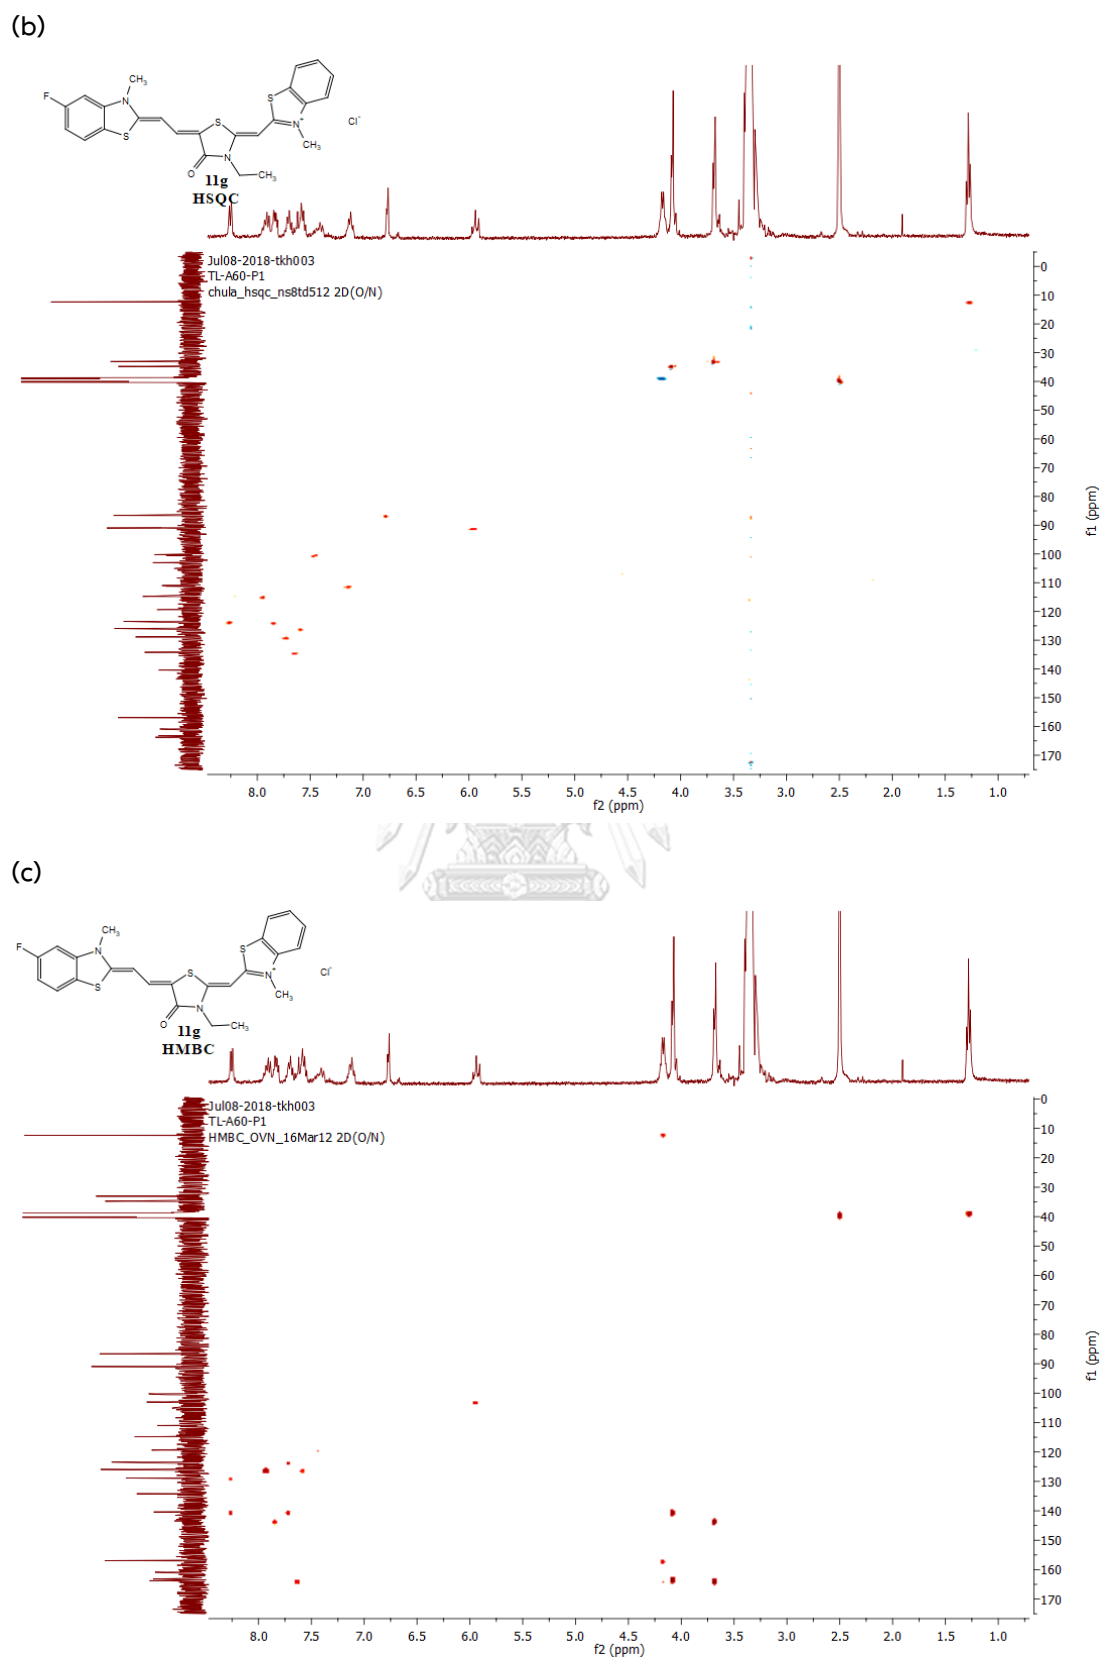 (b)
CH₃
F
N
S
S
S
N⁺
CH₃
Cl⁻
O
N
CH₃
11g
HSQC
Jul08-2018-tkh003
TL-A60-P1
chula_hsqc_ns8td512 2D(O/N)
0
10
20
30
40
50
60
70
80
90
100
110
120
130
140
150
160
170
f1 (ppm)
8.0 7.5 7.0 6.5 6.0 5.5 5.0 4.5 4.0 3.5 3.0 2.5 2.0 1.5 1.0
f2 (ppm)
(c)
CH₃
F
N
S
S
S
N⁺
CH₃
Cl⁻
O
N
CH₃
11g
HMBC
Jul08-2018-tkh003
TL-A60-P1
HMBC_OVN_16Mar12 2D(O/N)
0
10
20
30
40
50
60
70
80
90
100
110
120
130
140
150
160
170
f1 (ppm)
8.0 7.5 7.0 6.5 6.0 5.5 5.0 4.5 4.0 3.5 3.0 2.5 2.0 1.5 1.0
f2 (ppm)